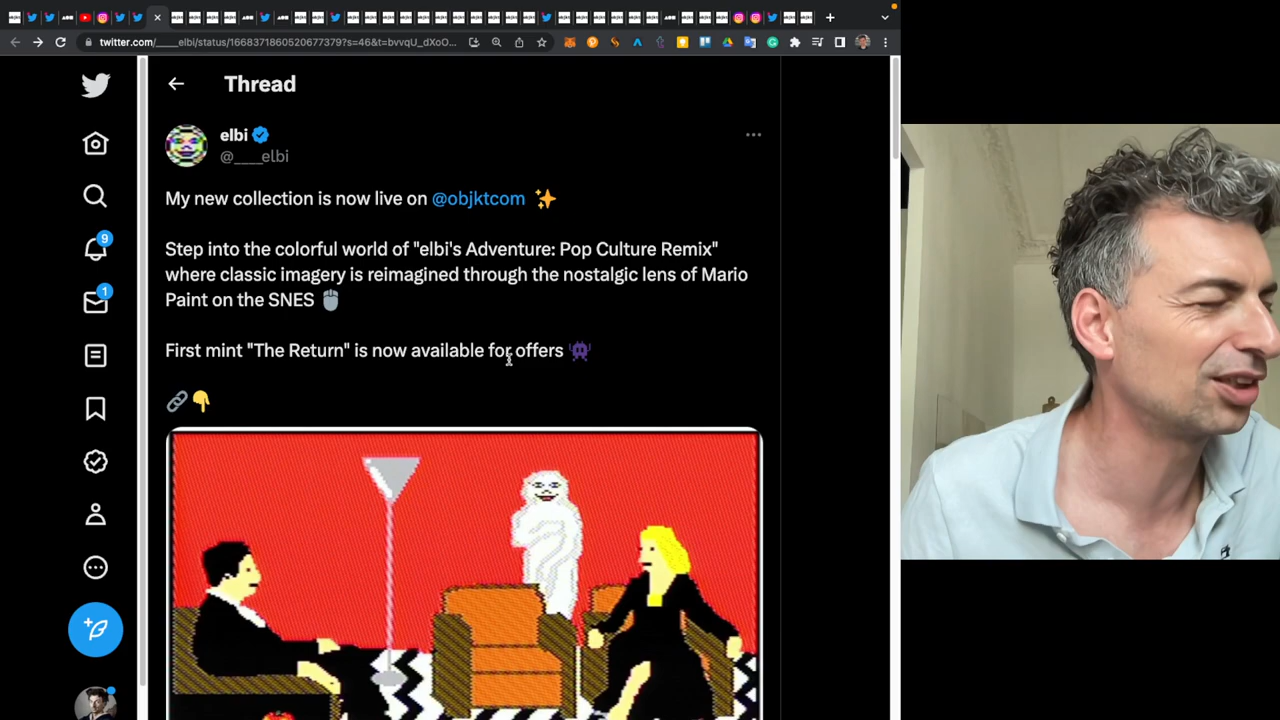 twitter.com/____elbi/status/1668371860520677379?s=46&t=bvvqU_dXoO...
Thread
elbi
@____elbi
My new collection is now live on @objktcom ✨
Step into the colorful world of "elbi's Adventure: Pop Culture Remix"
where classic imagery is reimagined through the nostalgic lens of Mario
Paint on the SNES 🖱️
First mint "The Return" is now available for offers 👾
🔗👇
9
1